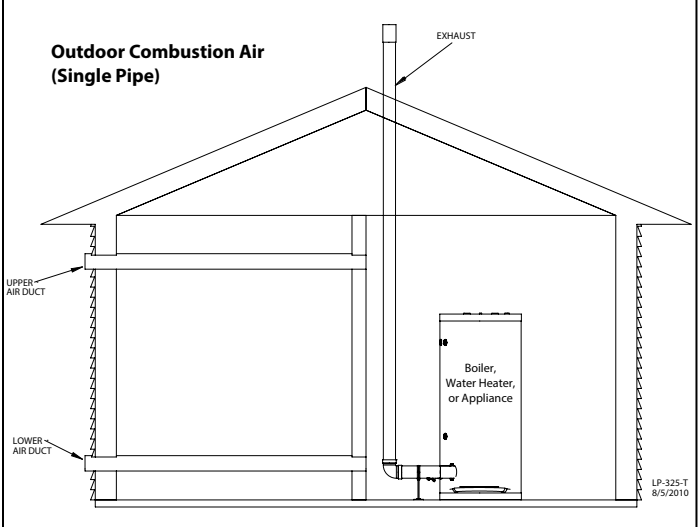 Outdoor Combustion Air
(Single Pipe)
EXHAUST
UPPER
AIR DUCT
Boiler,
Water Heater,
or Appliance
LOWER
AIR DUCT
LP-325-T
8/5/2010